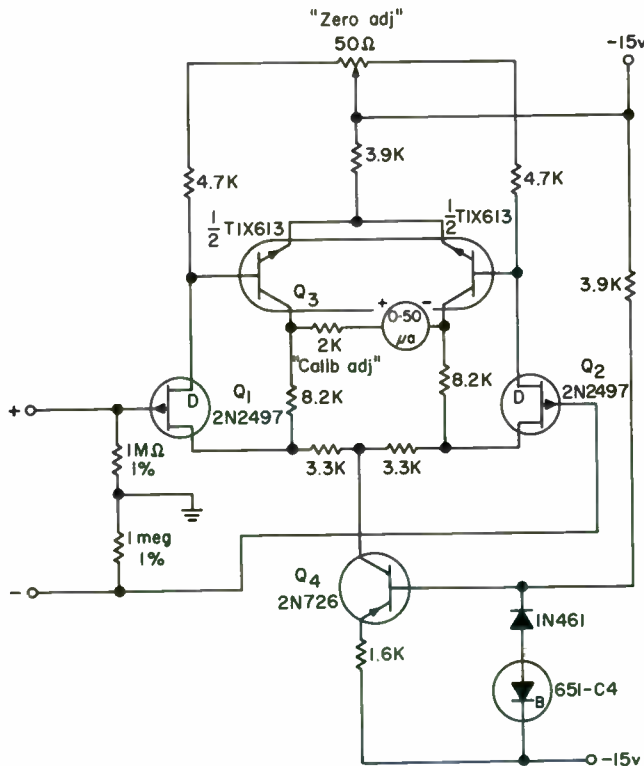 "Zero adj"
50Ω
-15v
3.9K
4.7K
4.7K
1/2 TIX613
1/2 TIX613
3.9K
Q3
+
-
0-50
μa
2K
"Calib adj"
Q1
2N2497
8.2K
8.2K
Q2
2N2497
D
D
+
1MΩ
1%
3.3K
3.3K
1 meg
1%
-
Q4
2N726
1N461
1.6K
651-C4
B
-15v